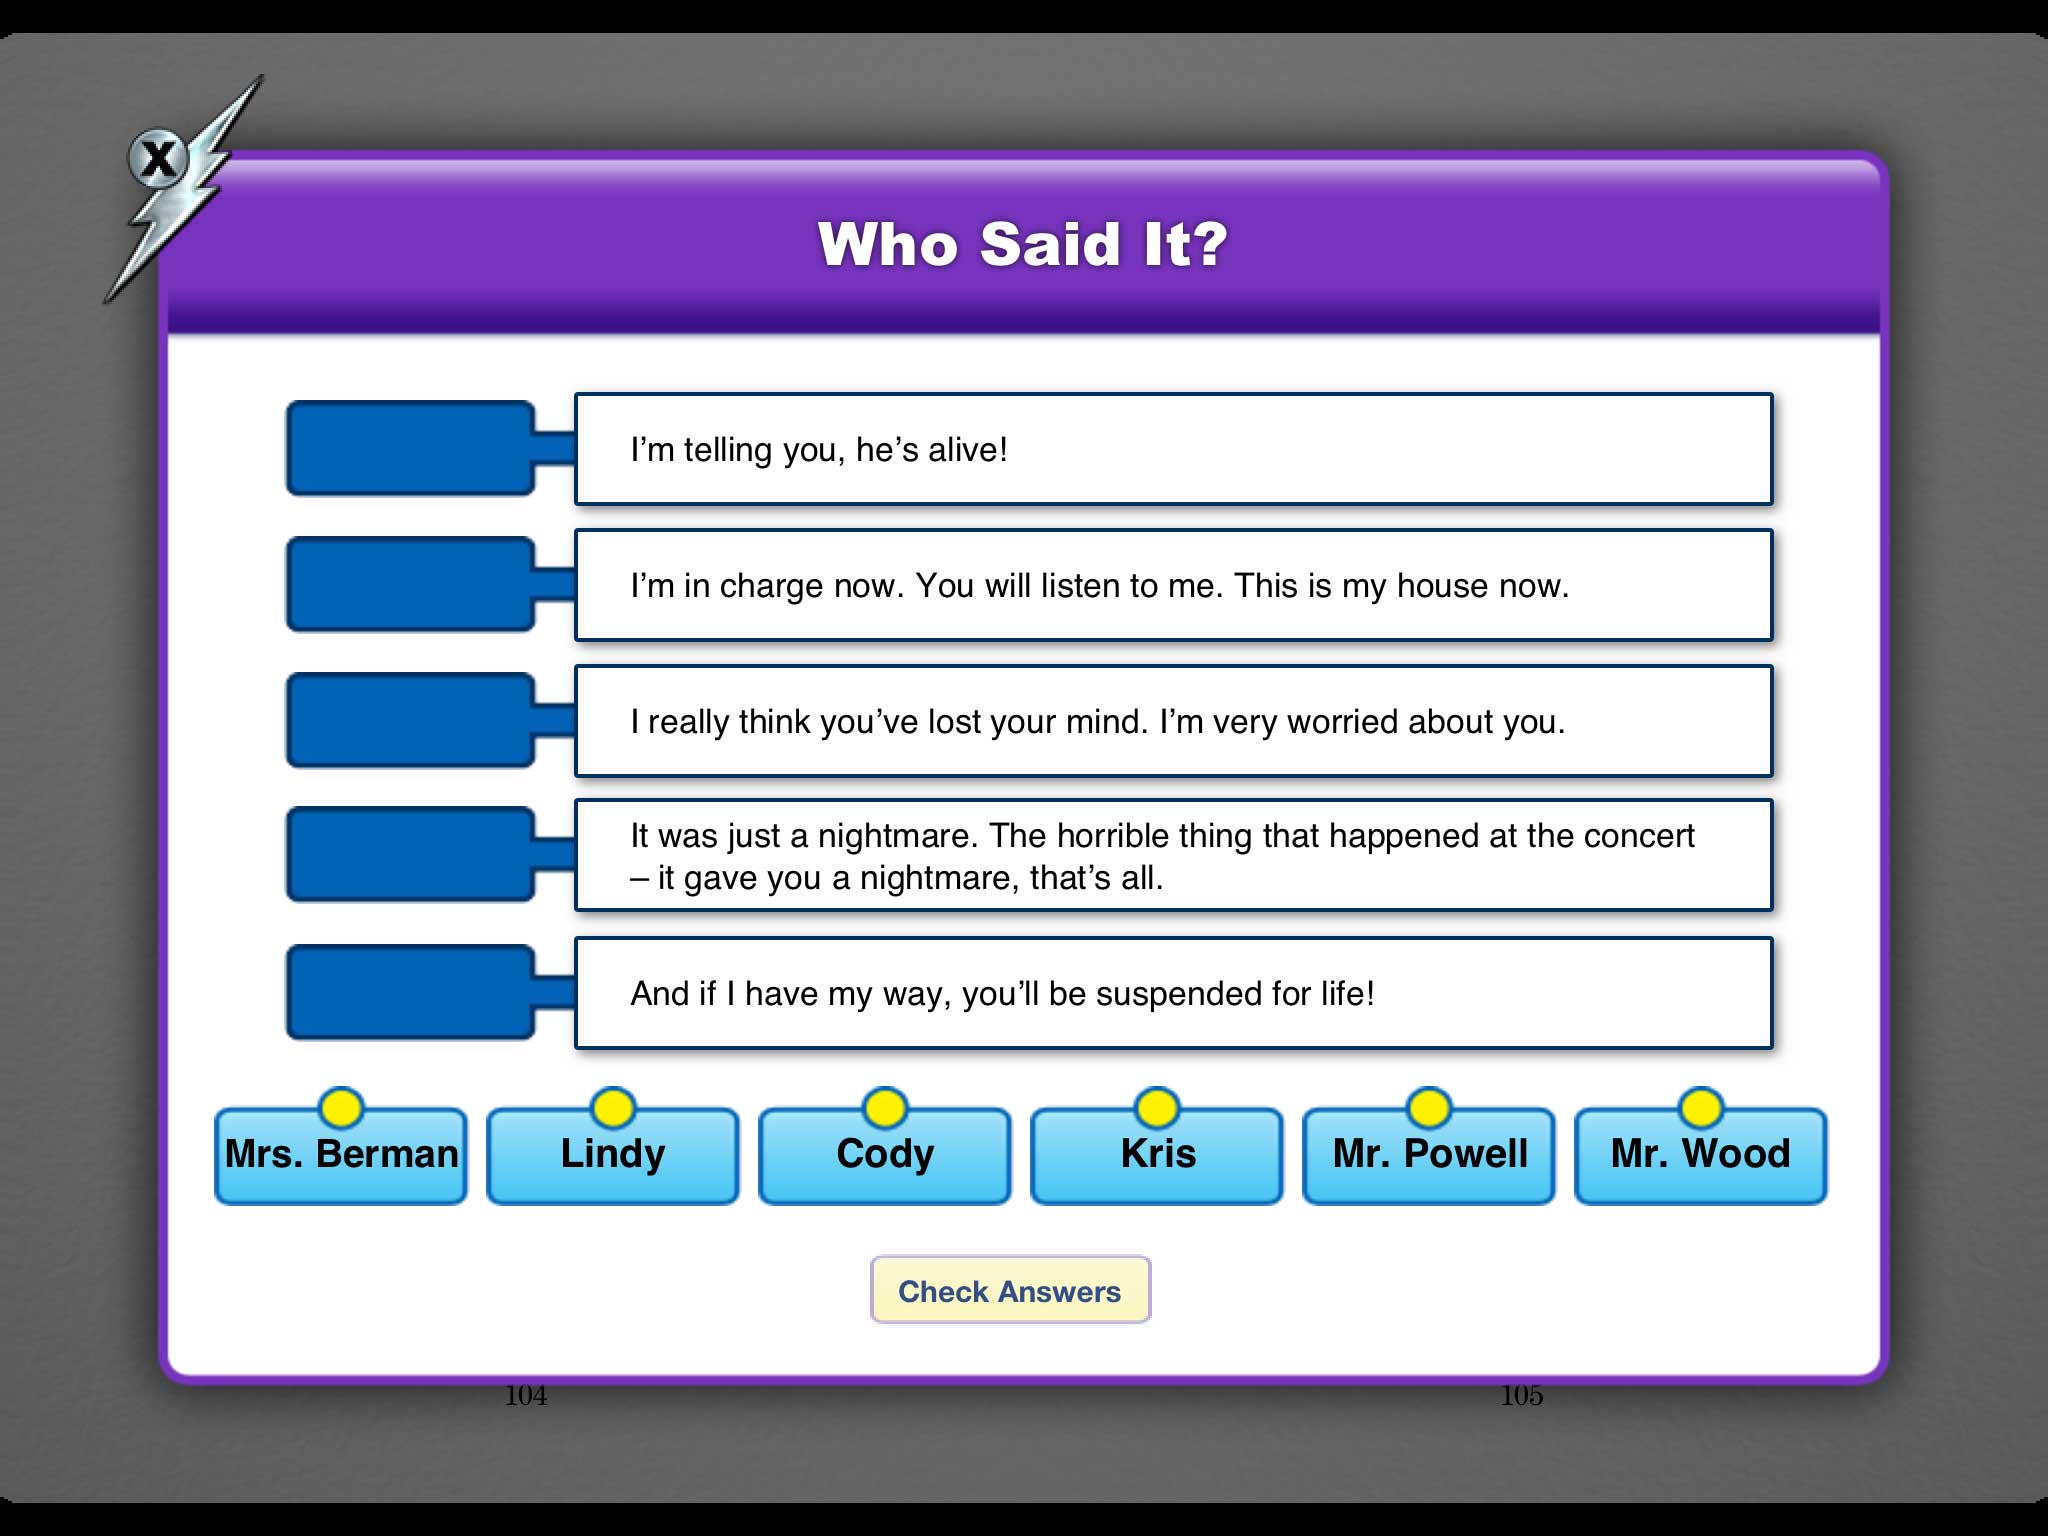 X
Who Said It?
I’m telling you, he’s alive!
I’m in charge now. You will listen to me. This is my house now.
I really think you’ve lost your mind. I’m very worried about you.
It was just a nightmare. The horrible thing that happened at the concert
– it gave you a nightmare, that’s all.
And if I have my way, you’ll be suspended for life!
Mrs. Berman
Lindy
Cody
Kris
Mr. Powell
Mr. Wood
Check Answers
104
105